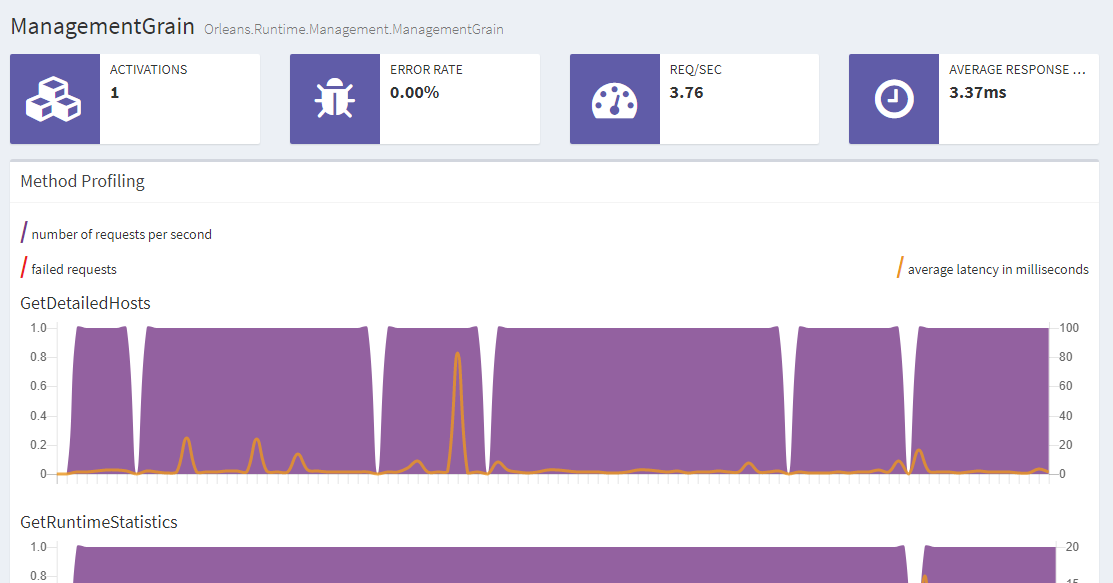 ManagementGrain Orleans.Runtime.Management.ManagementGrain
ACTIVATIONS
1
ERROR RATE
0.00%
REQ/SEC
3.76
AVERAGE RESPONSE ...
3.37ms
Method Profiling
number of requests per second
failed requests
average latency in milliseconds
GetDetailedHosts
1.0 100
0.8 80
0.6 60
0.4 40
0.2 20
0 0
GetRuntimeStatistics
1.0 20
0.8 15